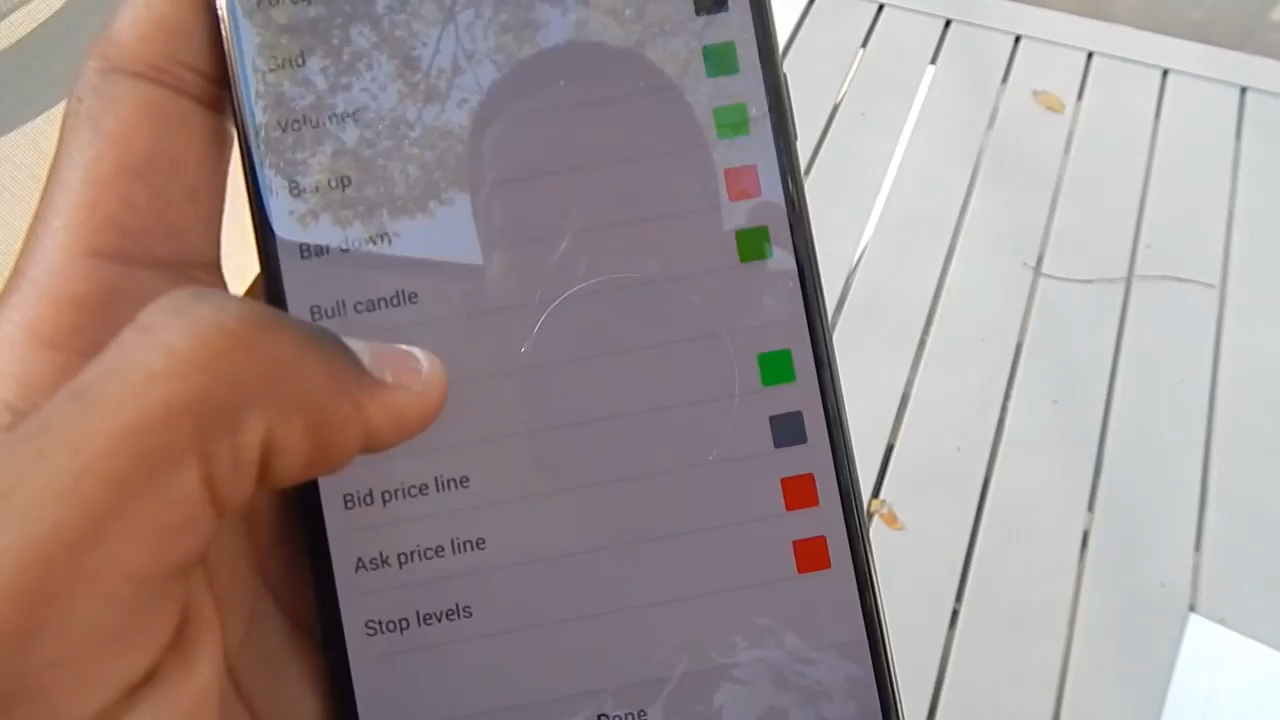 Grid
Volumes
Bar up
Bar down
Bull candle
Bid price line
Ask price line
Stop levels
Done